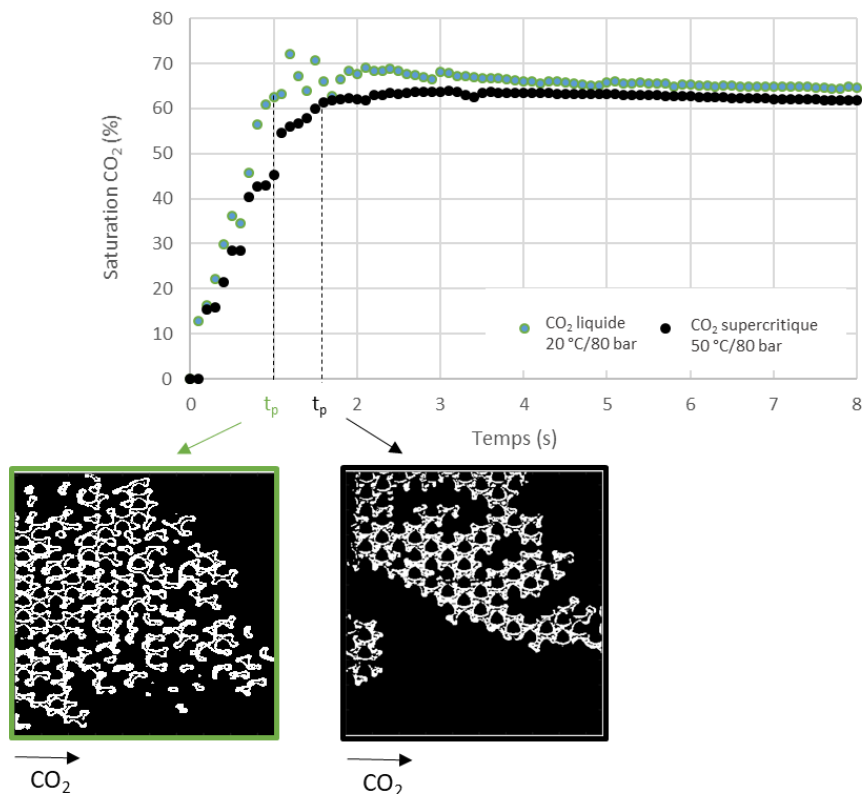 80
70
60
50
40
30
20
10
0
Saturation CO₂ (%)
0 2 3 4 5 6 7 8
tp tp
Temps (s)
CO₂ liquide
20 °C/80 bar
CO₂ supercritique
50 °C/80 bar
CO₂
CO₂